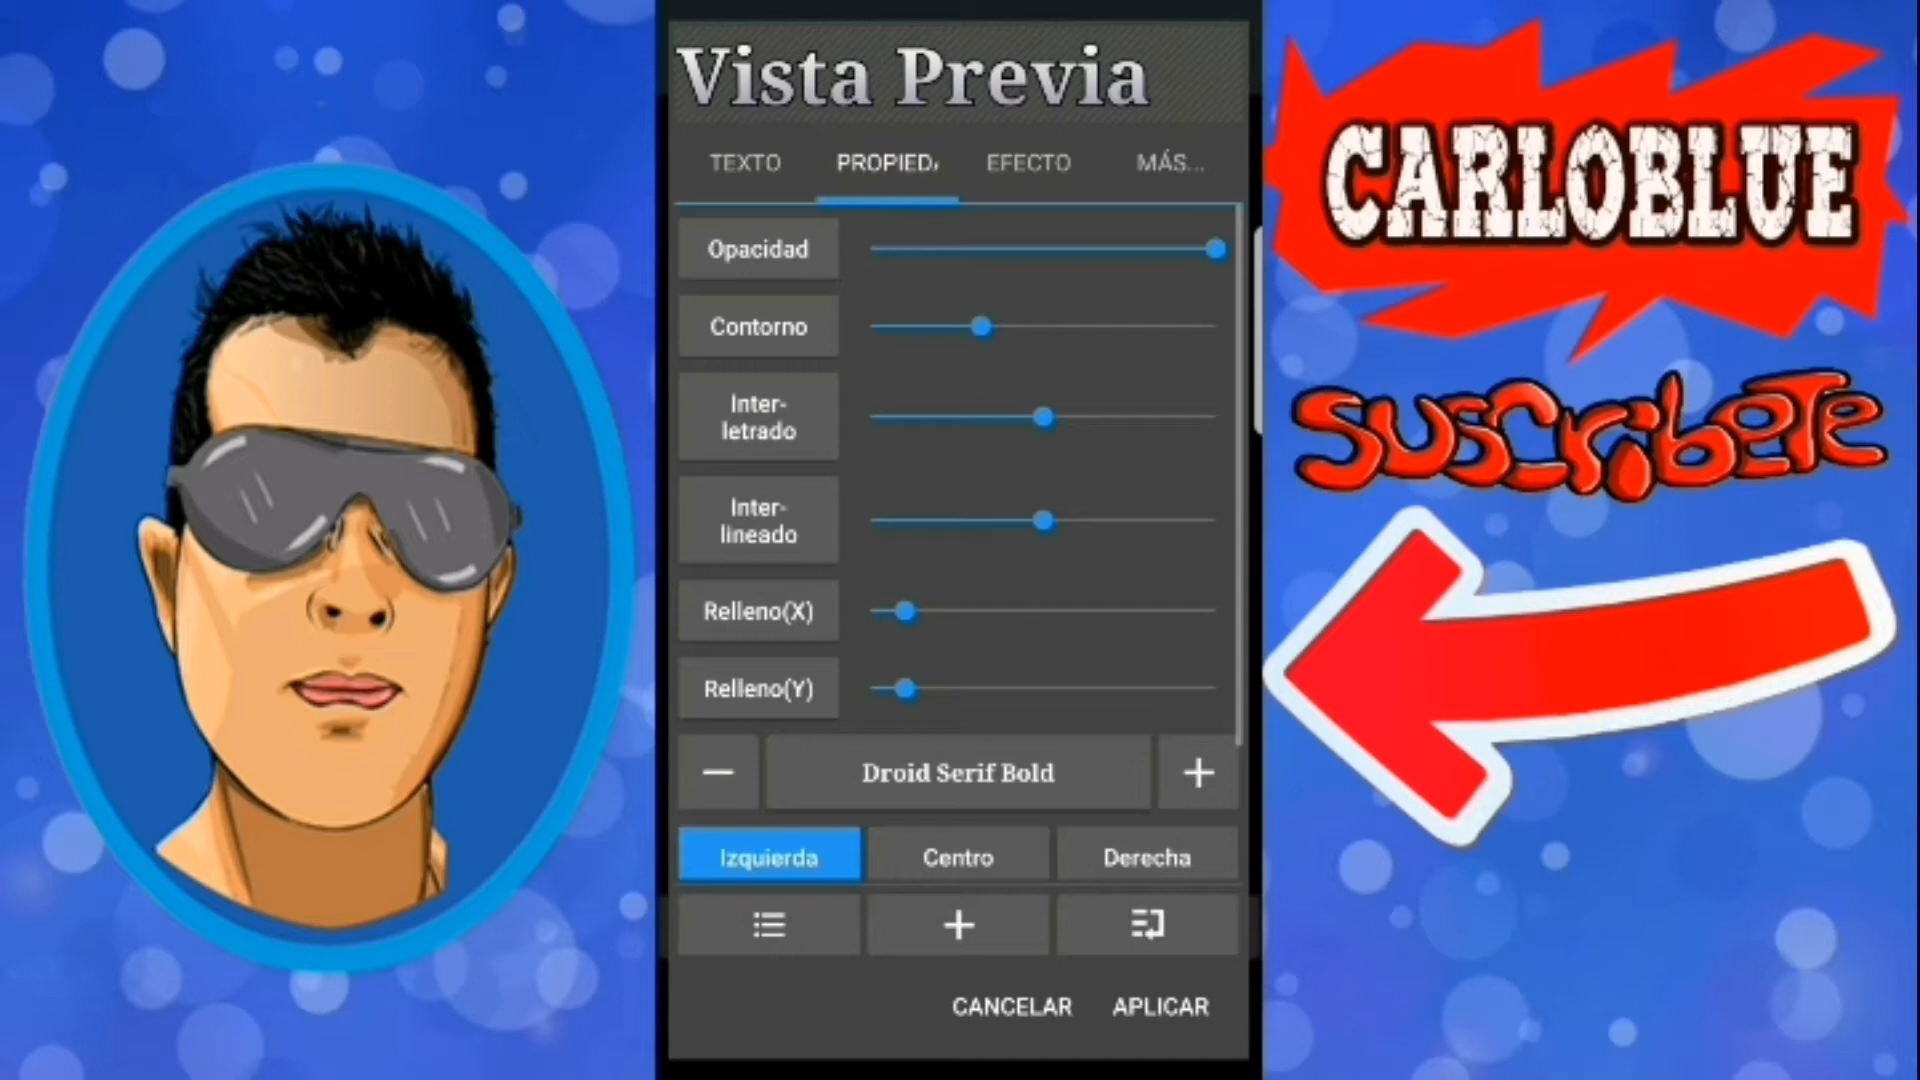 Vista Previa
TEXTO PROPIED EFECTO MÁS...
Opacidad
Contorno
Inter-
letrado
Inter-
lineado
Relleno(X)
Relleno(Y)
Droid Serif Bold
Izquierda Centro Derecha
CANCELAR APLICAR
CARLOBLUE
suscribete